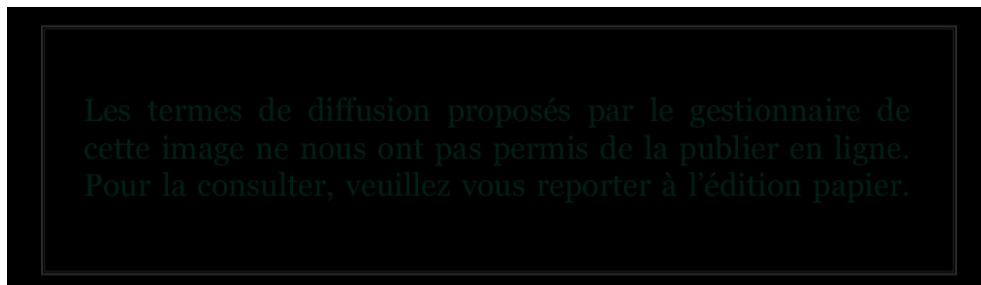 Les termes de diffusion proposés par le gestionnaire de
cette image ne nous ont pas permis de la publier en ligne.
Pour la consulter, veuillez vous reporter à l’édition papier.